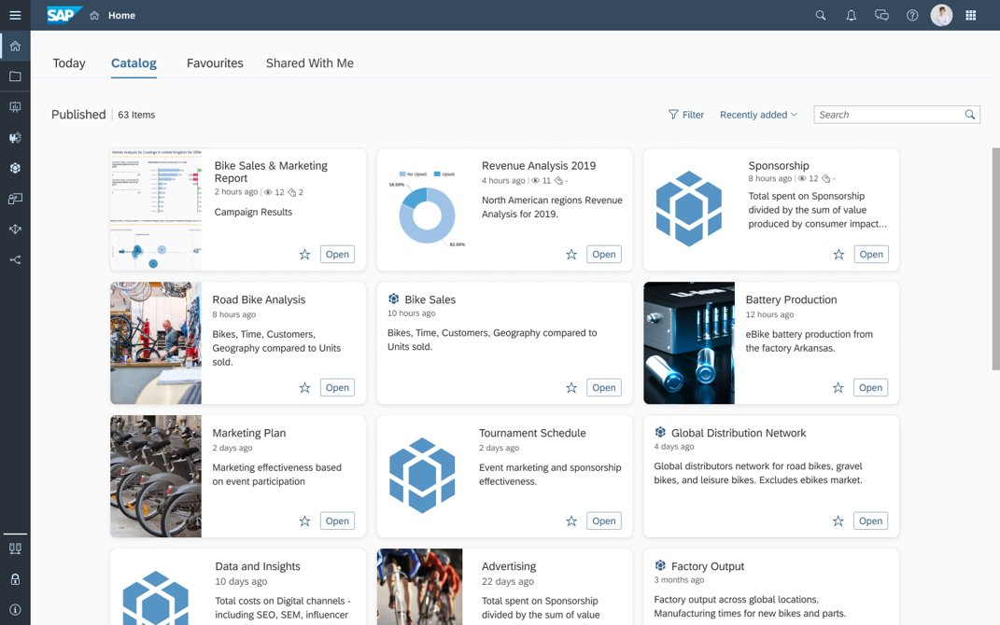 SAP Home
Today Catalog Favourites Shared With Me
Published 63 Items Filter Recently added Search
Market Analysis for Coatings in United Kingdom for Differ
Bike Sales & Marketing
Report
2 hours ago 12 2
Campaign Results
Open
No Upsell Upsell
18.00%
82.00%
Revenue Analysis 2019
4 hours ago 11 -
North American regions Revenue
Analysis for 2019.
Open
Sponsorship
8 hours ago 12 -
Total spent on Sponsorship
divided by the sum of value
produced by consumer impact...
Open
Road Bike Analysis
8 hours ago
Bikes, Time, Customers,
Geography compared to Units
sold.
Open
Bike Sales
10 hours ago
Bikes, Time, Customers, Geography compared to
Units sold.
Open
Battery Production
12 hours ago
eBike battery production from
the factory Arkansas.
Open
Marketing Plan
2 days ago
Marketing effectiveness based
on event participation
Open
Tournament Schedule
2 days ago
Event marketing and sponsorship
effectiveness.
Open
Global Distribution Network
4 days ago
Global distributors network for road bikes, gravel
bikes, and leisure bikes. Excludes ebikes market.
Open
Data and Insights
10 days ago
Total costs on Digital channels -
including SEO, SEM, influencer
Advertising
22 days ago
Total spent on Sponsorship
divided by the sum of value
Factory Output
3 months ago
Factory output across global locations.
Manufacturing times for new bikes and parts.